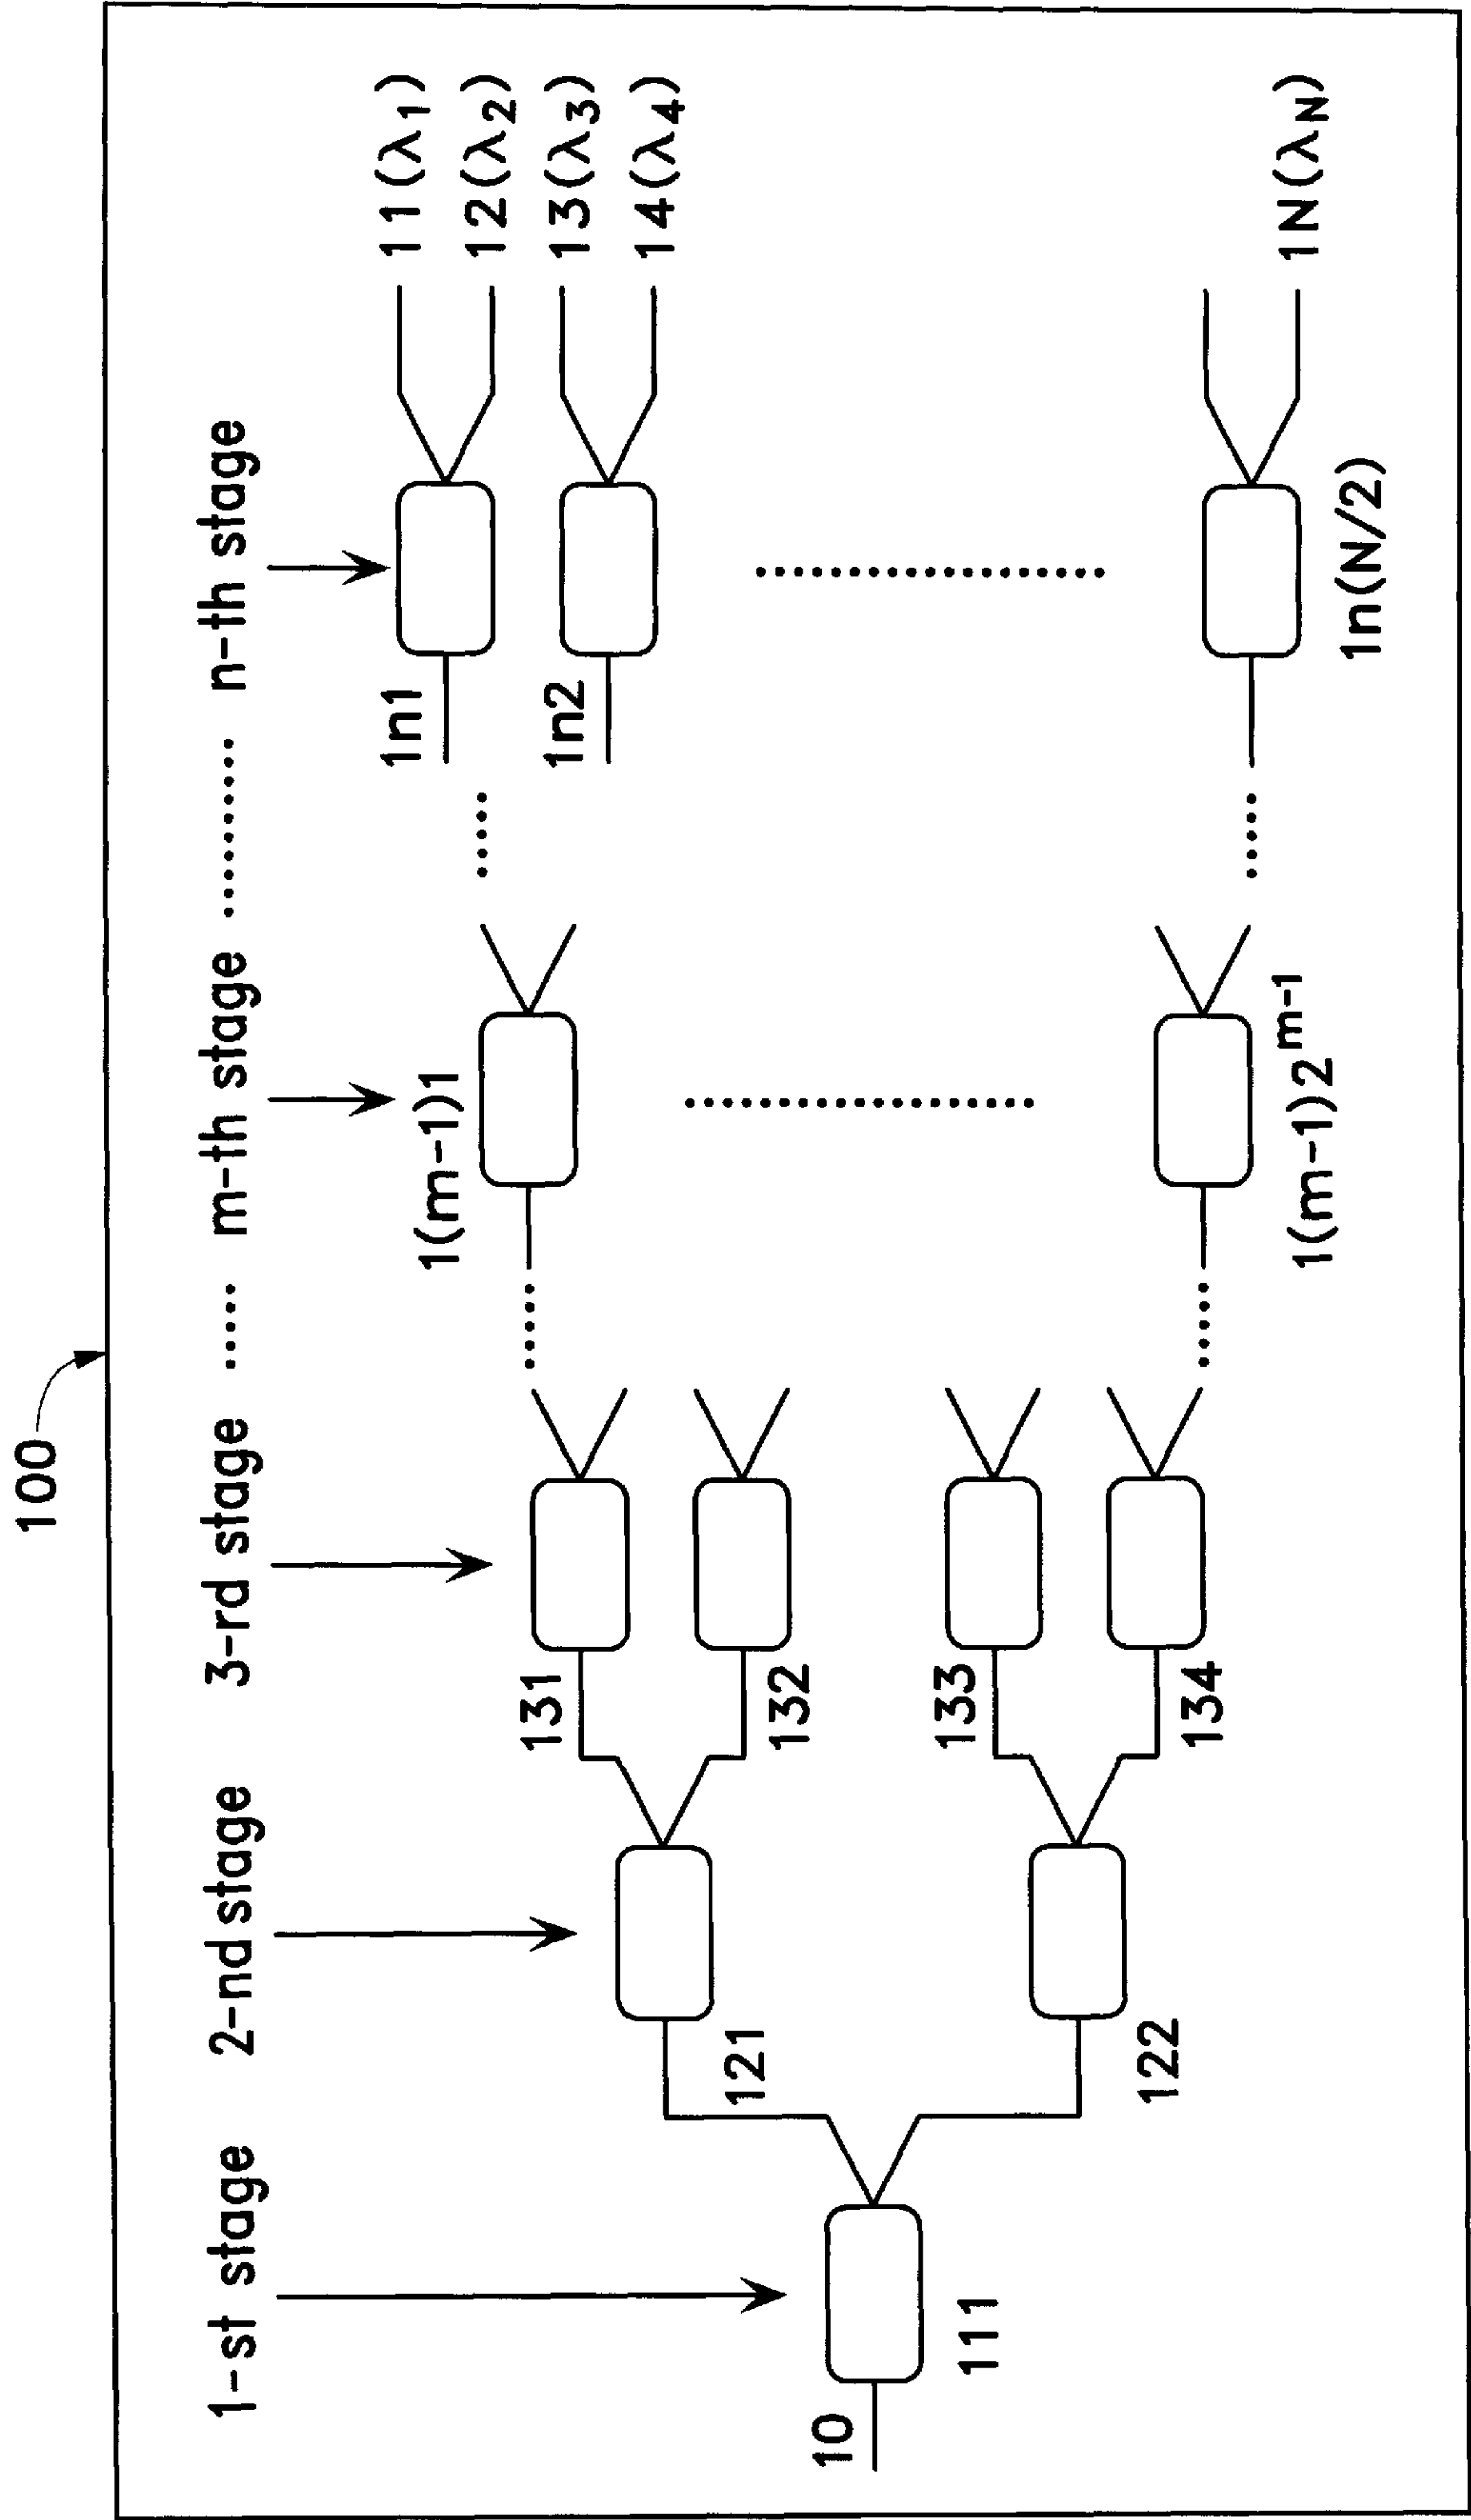 100
1-st stage 2-nd stage 3-rd stage ····· m-th stage ·········· n-th stage
10
111
121
122
131
132
133
134
1(m-1)1
1(m-1)2^{m-1}
1n1
1n2
1n(N/2)
11(λ₁)
12(λ₂)
13(λ₃)
14(λ₄)
1N(λ_N)